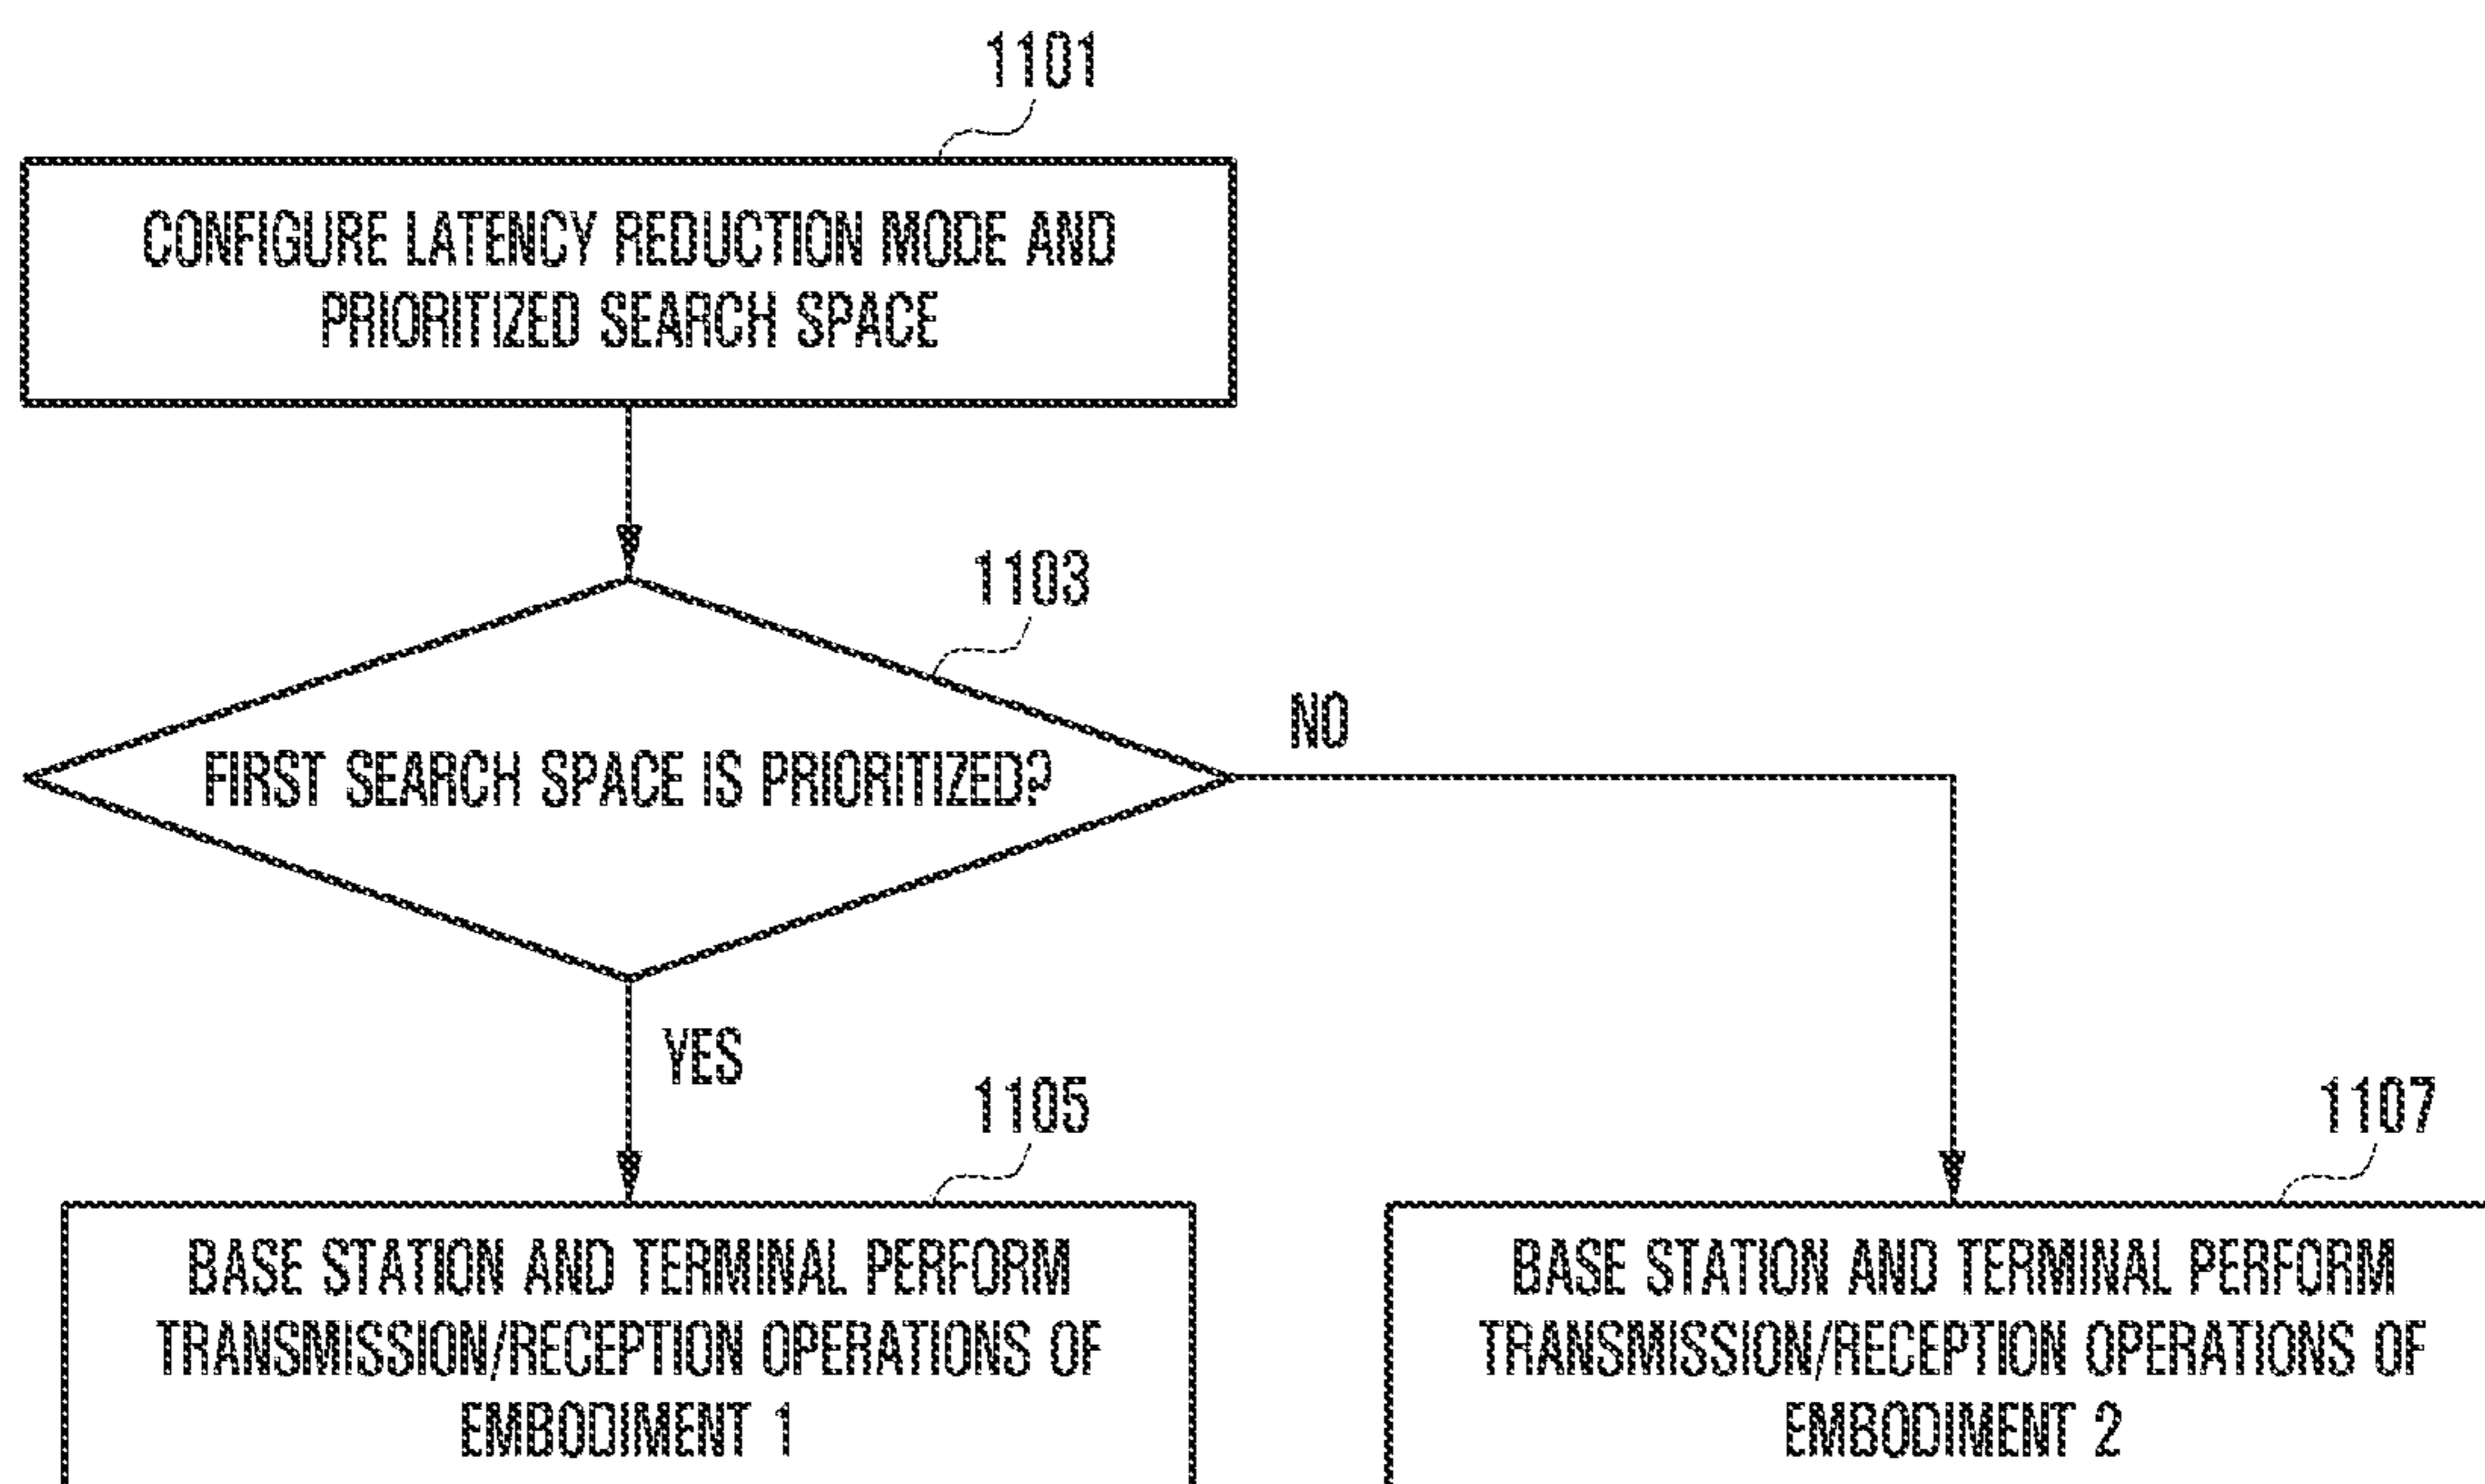 1101
CONFIGURE LATENCY REDUCTION MODE AND
PRIORITIZED SEARCH SPACE
1103
FIRST SEARCH SPACE IS PRIORITIZED?
NO
YES
1105
BASE STATION AND TERMINAL PERFORM
TRANSMISSION/RECEPTION OPERATIONS OF
EMBODIMENT 1
1107
BASE STATION AND TERMINAL PERFORM
TRANSMISSION/RECEPTION OPERATIONS OF
EMBODIMENT 2